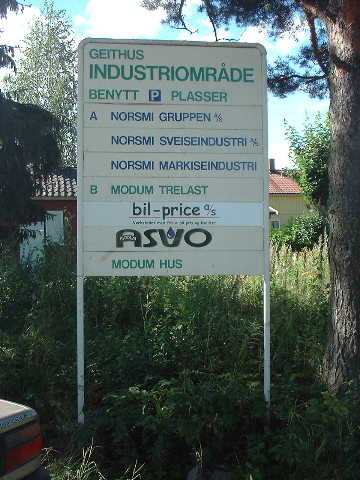 GEITHUS
INDUSTRIOMRÅDE
BENYTT P PLASSER
A NORSMI GRUPPEN A/S
NORSMI SVEISEINDUSTRI A/S
NORSMI MARKISEINDUSTRI
B MODUM TRELAST
bil-price a/s
ASVO
MODUM HUS